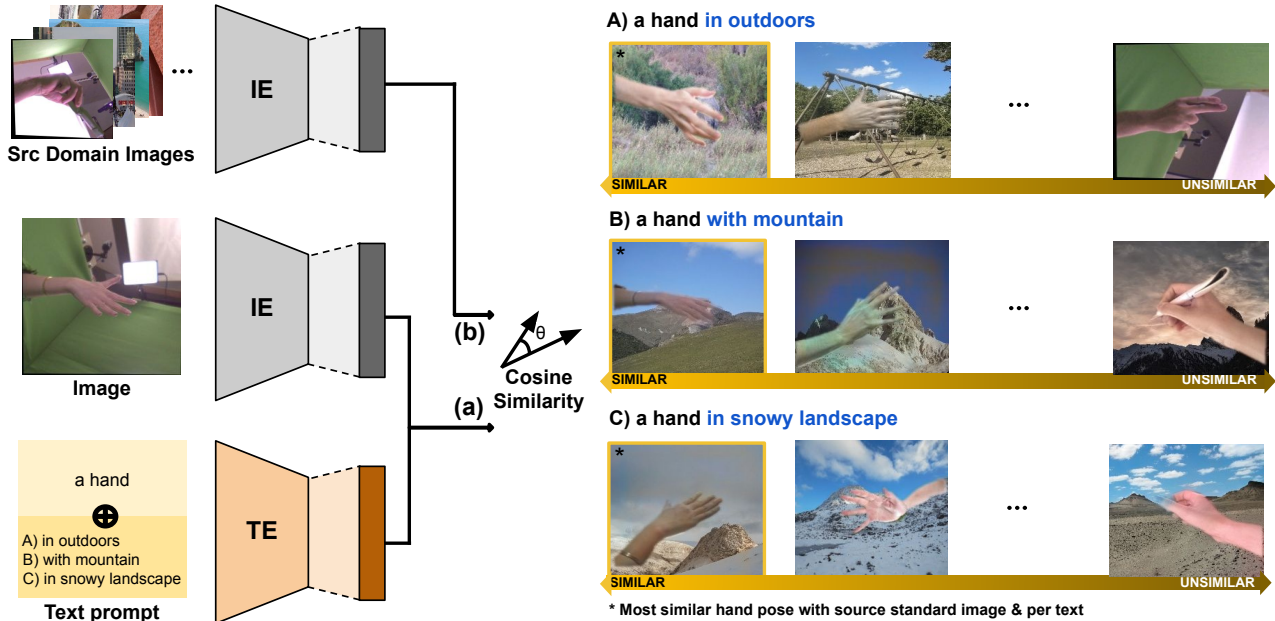 IE
...
Src Domain Images
IE
Image
a hand
A) in outdoors
B) with mountain
C) in snowy landscape
Text prompt
TE
(b)
(a)
θ
Cosine
Similarity
A) a hand in outdoors
*
...
SIMILAR
UNSIMILAR
B) a hand with mountain
*
...
SIMILAR
UNSIMILAR
C) a hand in snowy landscape
*
...
SIMILAR
UNSIMILAR
* Most similar hand pose with source standard image & per text